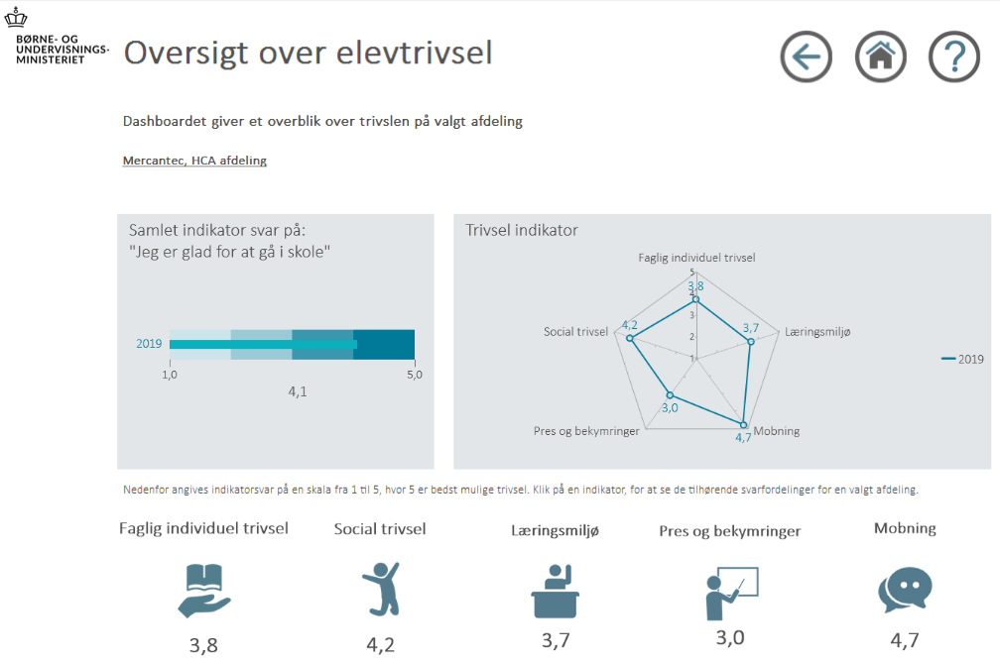 BØRNE- OG
UNDERVISNINGS-
MINISTERIET
Oversigt over elevtrivsel
?
Dashboardet giver et overblik over trivslen på valgt afdeling
Mercantec, HCA afdeling
Samlet indikator svar på:
"Jeg er glad for at gå i skole"
2019
1,0
5,0
4,1
Trivsel indikator
Faglig individuel trivsel
5
3,8
4
3
2
1
Social trivsel
4,2
3,7
Læringsmiljø
2019
3,0
Pres og bekymringer
4,7
Mobning
Nedenfor angives indikatorsvar på en skala fra 1 til 5, hvor 5 er bedst mulige trivsel. Klik på en indikator, for at se de tilhørende svarfordelinger for en valgt afdeling.
Faglig individuel trivsel
Social trivsel
Læringsmiljø
Pres og bekymringer
Mobning
3,8
4,2
3,7
3,0
4,7